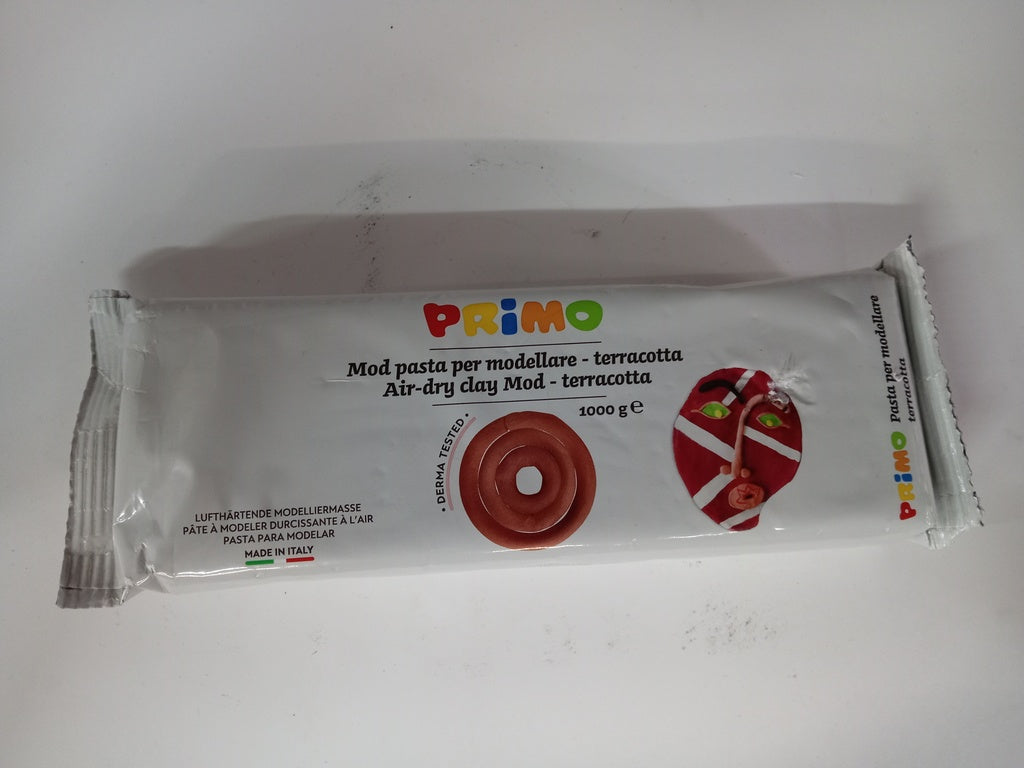 PRiMO
Mod pasta per modellare - terracotta
Air-dry clay Mod - terracotta
1000 g ℮
• DERMA TESTED •
LUFTHÄRTENDE MODELLIERMASSE
PÂTE À MODELER DURCISSANTE À L'AIR
PASTA PARA MODELAR
MADE IN ITALY
PRiMO Pasta per modellare
terracotta